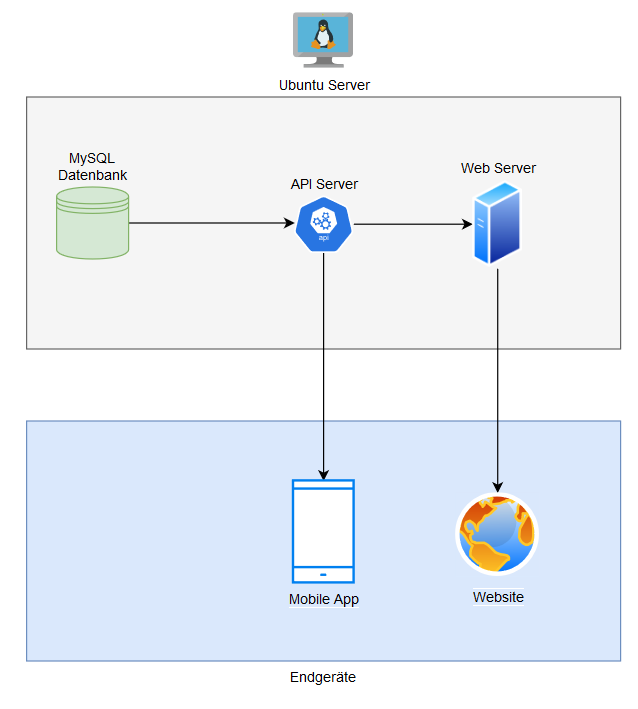 Ubuntu Server
MySQL
Datenbank
API Server
Web Server
api
Mobile App
Website
Endgeräte